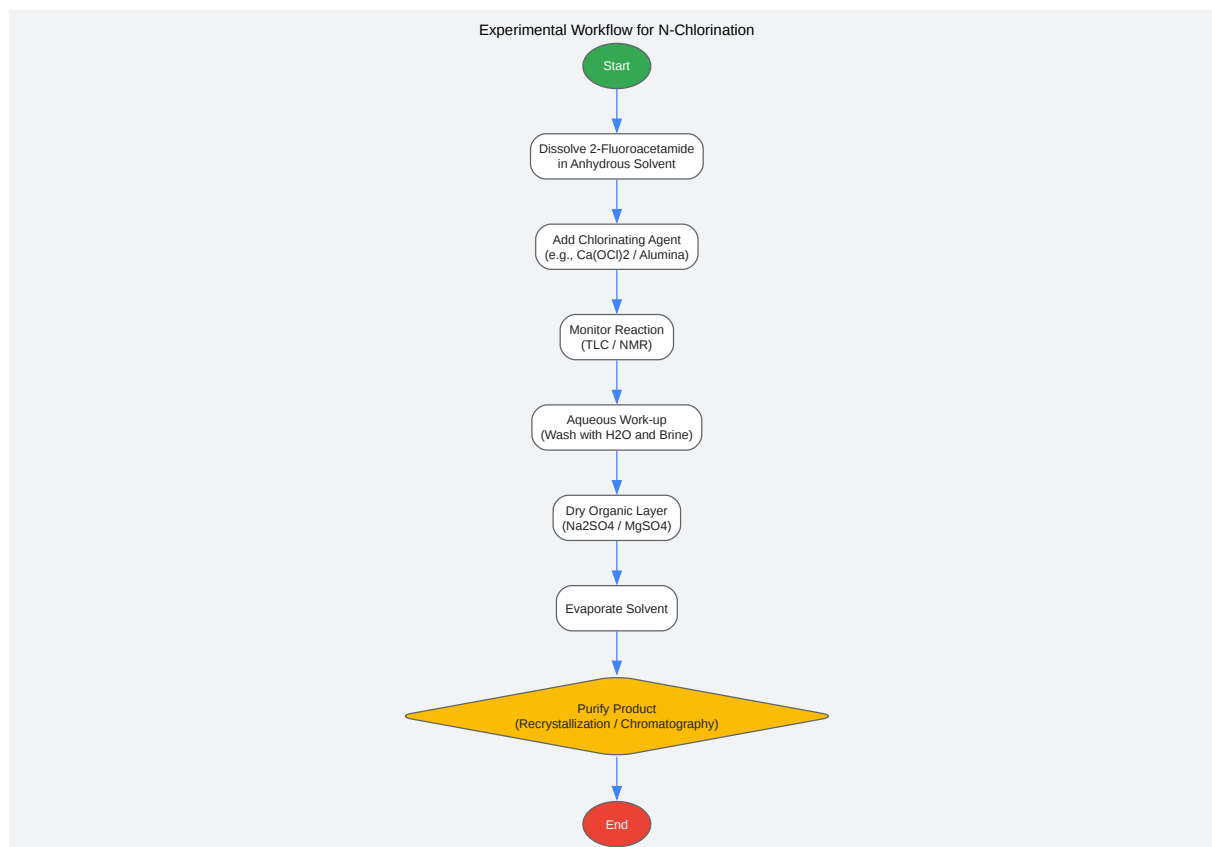 Experimental Workflow for N-Chlorination
Start
Dissolve 2-Fluoroacetamide
in Anhydrous Solvent
Add Chlorinating Agent
(e.g., Ca(OCl)2 / Alumina)
Monitor Reaction
(TLC / NMR)
Aqueous Work-up
(Wash with H2O and Brine)
Dry Organic Layer
(Na2SO4 / MgSO4)
Evaporate Solvent
Purify Product
(Recrystallization / Chromatography)
End